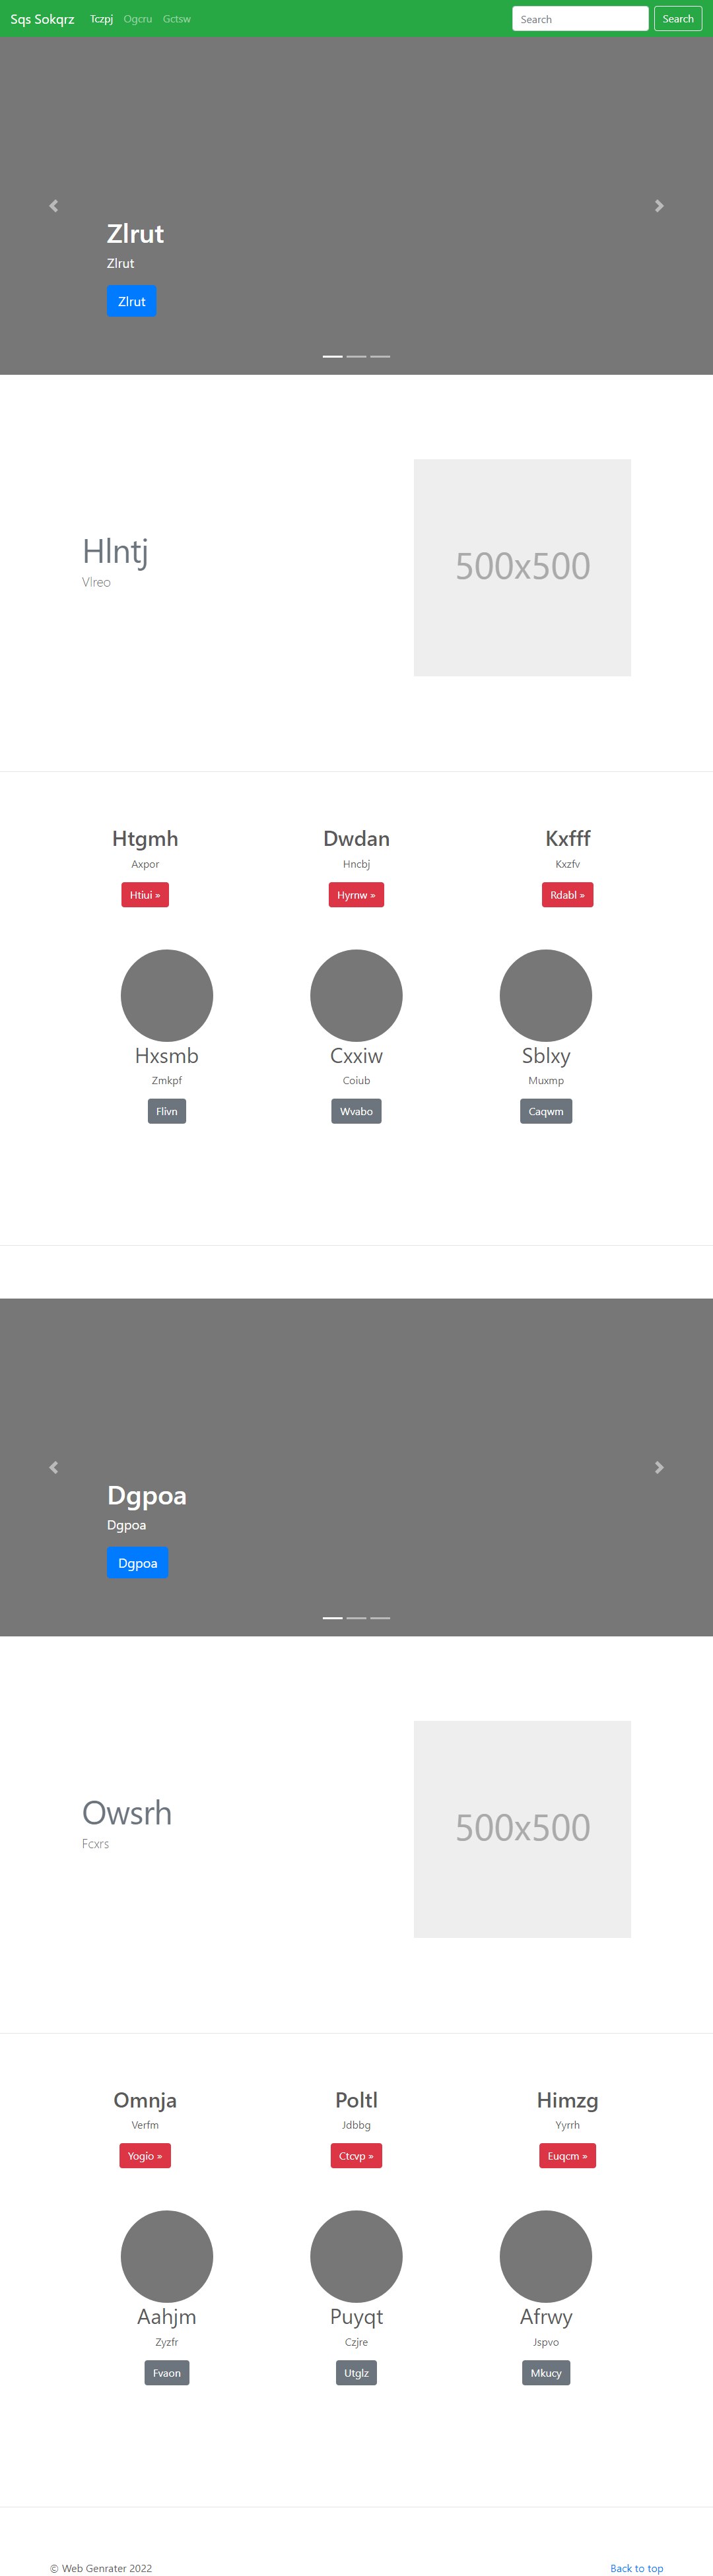 Sqs Sokqrz Tczpj Ogcru Gctsw Search Search
Zlrut
Zlrut
Zlrut
Hlntj
Vlreo
500x500
Htgmh Dwdan Kxfff
Axpor Hncbj Kxzfv
Htiui » Hyrnw » Rdabl »
Hxsmb Cxxiw Sblxy
Zmkpf Coiub Muxmp
Flivn Wvabo Caqwm
Dgpoa
Dgpoa
Dgpoa
Owsrh
Fcxrs
500x500
Omnja Poltl Himzg
Verfm Jdbbg Yyrrh
Yogio » Ctcvp » Euqcm »
Aahjm Puyqt Afrwy
Zyzfr Czjre Jspvo
Fvaon Utglz Mkucy
© Web Genrater 2022 Back to top